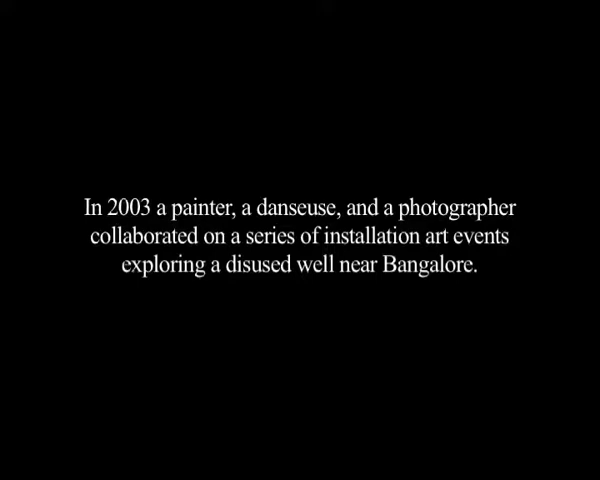 In 2003 a painter, a danseuse, and a photographer
collaborated on a series of installation art events
exploring a disused well near Bangalore.